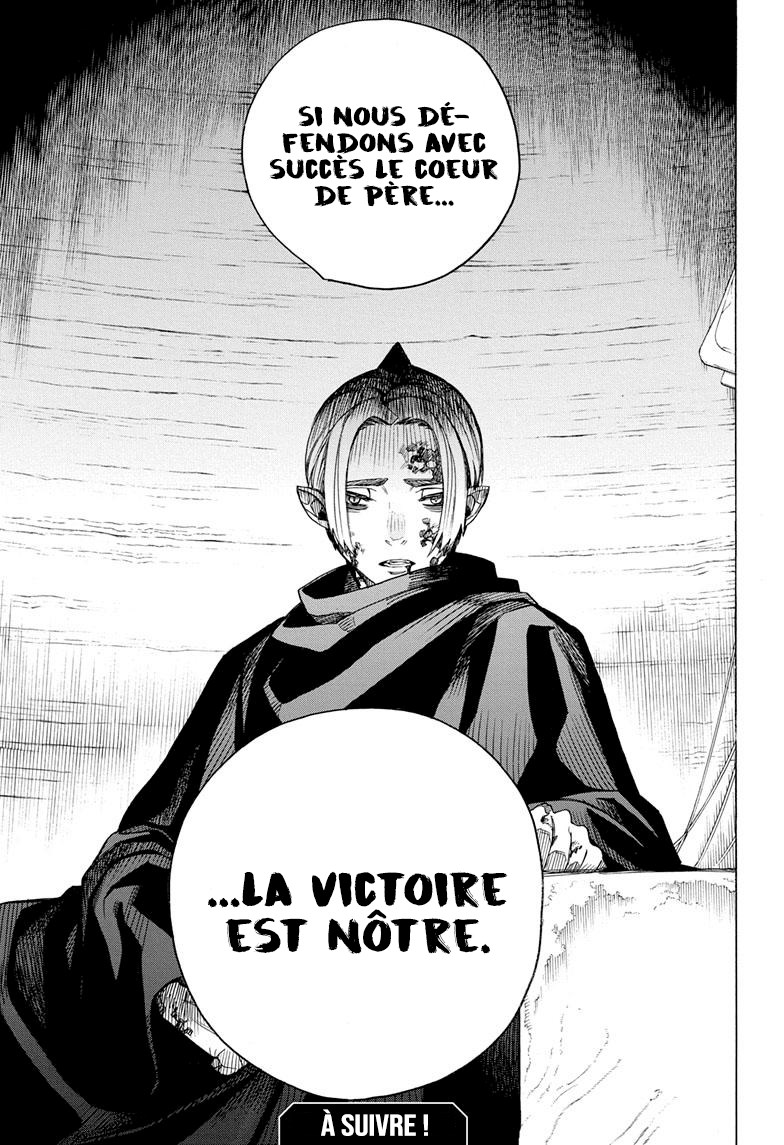 SI NOUS DÉ-
FENDONS AVEC
SUCCÈS LE COEUR
DE PÈRE...
...LA VICTOIRE
EST NÔTRE.
À SUIVRE !